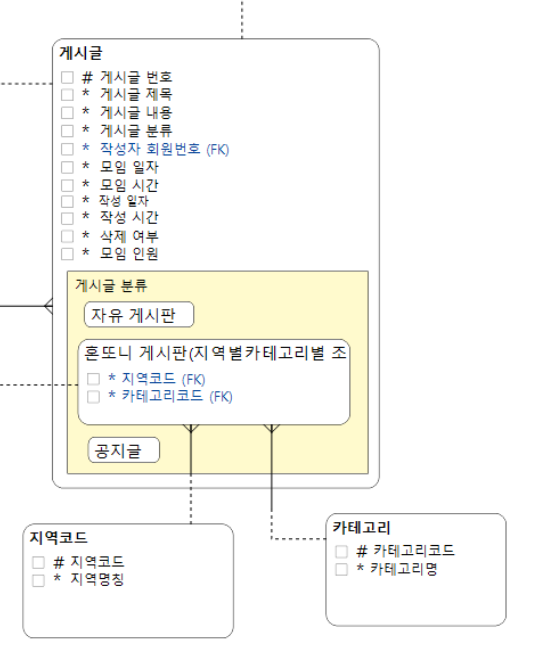 게시글
# 게시글 번호
* 게시글 제목
* 게시글 내용
* 게시글 분류
* 작성자 회원번호 (FK)
* 모임 일자
* 모임 시간
* 작성 일자
* 작성 시간
* 삭제 여부
* 모임 인원
게시글 분류
자유 게시판
혼또니 게시판(지역별카테고리별 조
* 지역코드 (FK)
* 카테고리코드 (FK)
공지글
지역코드
# 지역코드
* 지역명칭
카테고리
# 카테고리코드
* 카테고리명